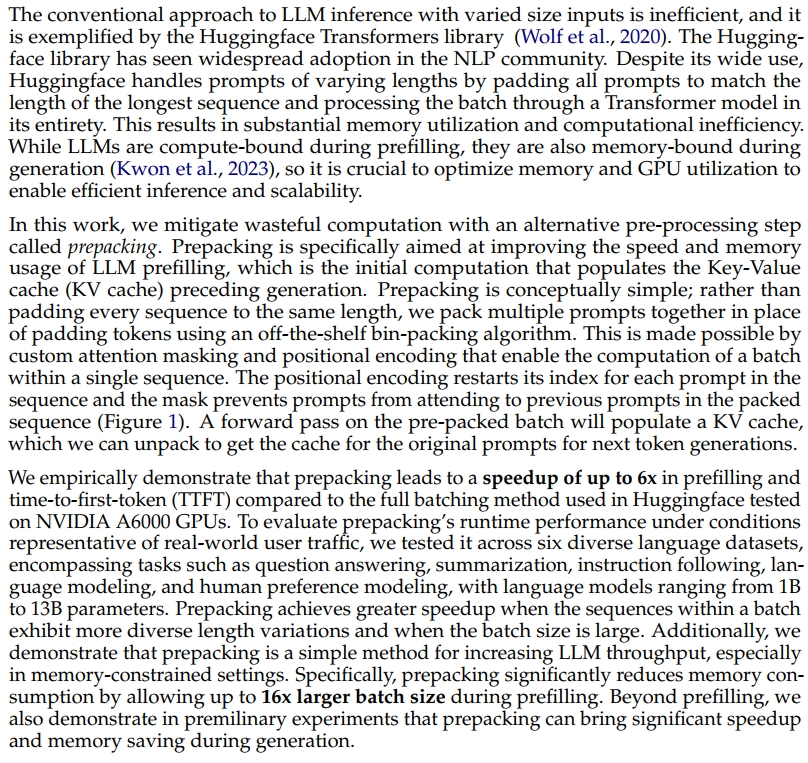 The conventional approach to LLM inference with varied size inputs is inefficient, and it
is exemplified by the Huggingface Transformers library (Wolf et al., 2020). The Hugging-
face library has seen widespread adoption in the NLP community. Despite its wide use,
Huggingface handles prompts of varying lengths by padding all prompts to match the
length of the longest sequence and processing the batch through a Transformer model in
its entirety. This results in substantial memory utilization and computational inefficiency.
While LLMs are compute-bound during prefilling, they are also memory-bound during
generation (Kwon et al., 2023), so it is crucial to optimize memory and GPU utilization to
enable efficient inference and scalability.
In this work, we mitigate wasteful computation with an alternative pre-processing step
called prepacking. Prepacking is specifically aimed at improving the speed and memory
usage of LLM prefilling, which is the initial computation that populates the Key-Value
cache (KV cache) preceding generation. Prepacking is conceptually simple; rather than
padding every sequence to the same length, we pack multiple prompts together in place
of padding tokens using an off-the-shelf bin-packing algorithm. This is made possible by
custom attention masking and positional encoding that enable the computation of a batch
within a single sequence. The positional encoding restarts its index for each prompt in the
sequence and the mask prevents prompts from attending to previous prompts in the packed
sequence (Figure 1). A forward pass on the pre-packed batch will populate a KV cache,
which we can unpack to get the cache for the original prompts for next token generations.
We empirically demonstrate that prepacking leads to a speedup of up to 6x in prefilling and
time-to-first-token (TTFT) compared to the full batching method used in Huggingface tested
on NVIDIA A6000 GPUs. To evaluate prepacking's runtime performance under conditions
representative of real-world user traffic, we tested it across six diverse language datasets,
encompassing tasks such as question answering, summarization, instruction following, lan-
guage modeling, and human preference modeling, with language models ranging from 1B
to 13B parameters. Prepacking achieves greater speedup when the sequences within a batch
exhibit more diverse length variations and when the batch size is large. Additionally, we
demonstrate that prepacking is a simple method for increasing LLM throughput, especially
in memory-constrained settings. Specifically, prepacking significantly reduces memory con-
sumption by allowing up to 16x larger batch size during prefilling. Beyond prefilling, we
also demonstrate in premilinary experiments that prepacking can bring significant speedup
and memory saving during generation.